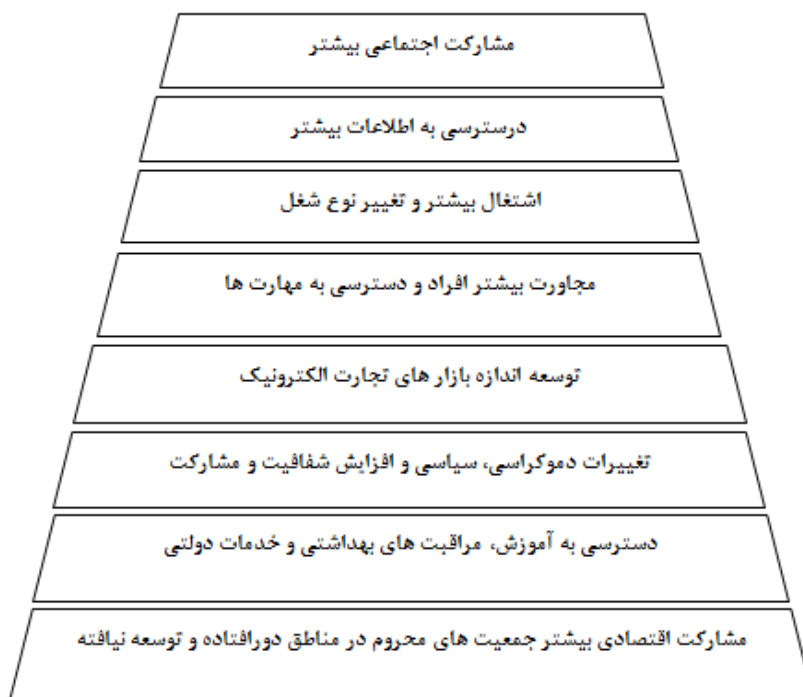 مشارکت اجتماعی بیشتر
درسترسی به اطلاعات بیشتر
اشتغال بیشتر و تغییر نوع شغل
مجاورت بیشتر افراد و دسترسی به مهارت ها
توسعه اندازه بازار های تجارت الکترونیک
تغییرات دموکراسی، سیاسی و افزایش شفافیت و مشارکت
دسترسی به آموزش، مراقبت های بهداشتی و خدمات دولتی
مشارکت اقتصادی بیشتر جمعیت های محروم در مناطق دورافتاده و توسعه نیافته